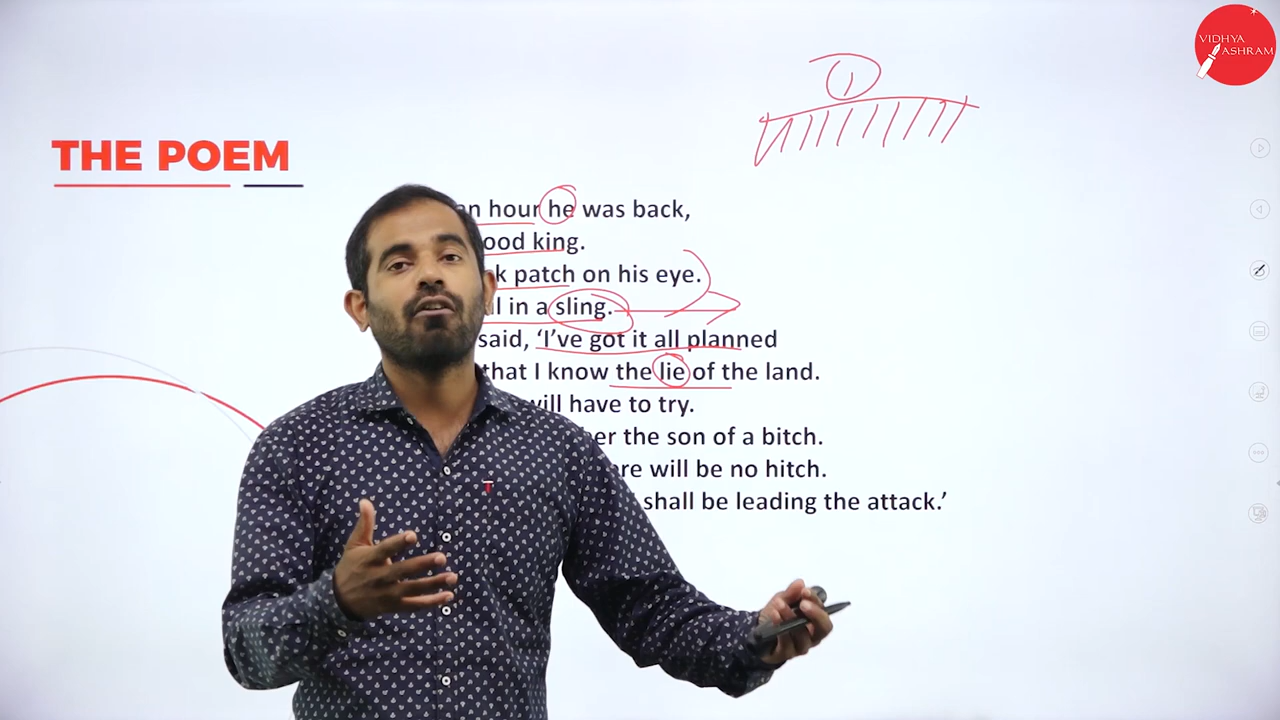 VIDHYA
ASHRAM
THE POEM
an hour he was back,
ood king.
k patch on his eye.
l in a sling.
said, ‘I’ve got it all planned
that I know the lie of the land.
will have to try.
er the son of a bitch.
re will be no hitch.
shall be leading the attack.’